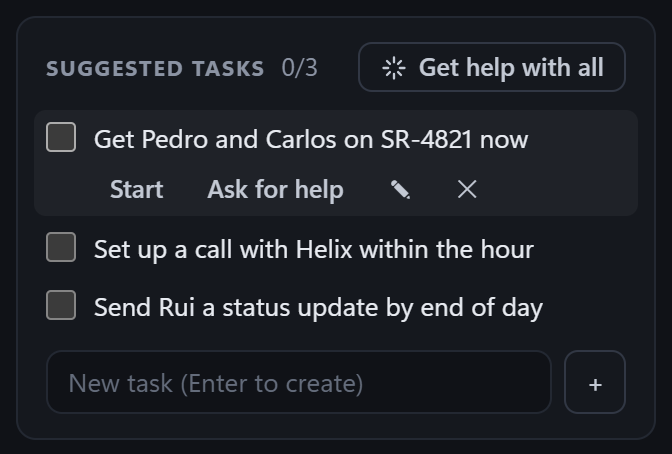 SUGGESTED TASKS 0/3 Get help with all
Get Pedro and Carlos on SR-4821 now
Start Ask for help
Set up a call with Helix within the hour
Send Rui a status update by end of day
New task (Enter to create) +